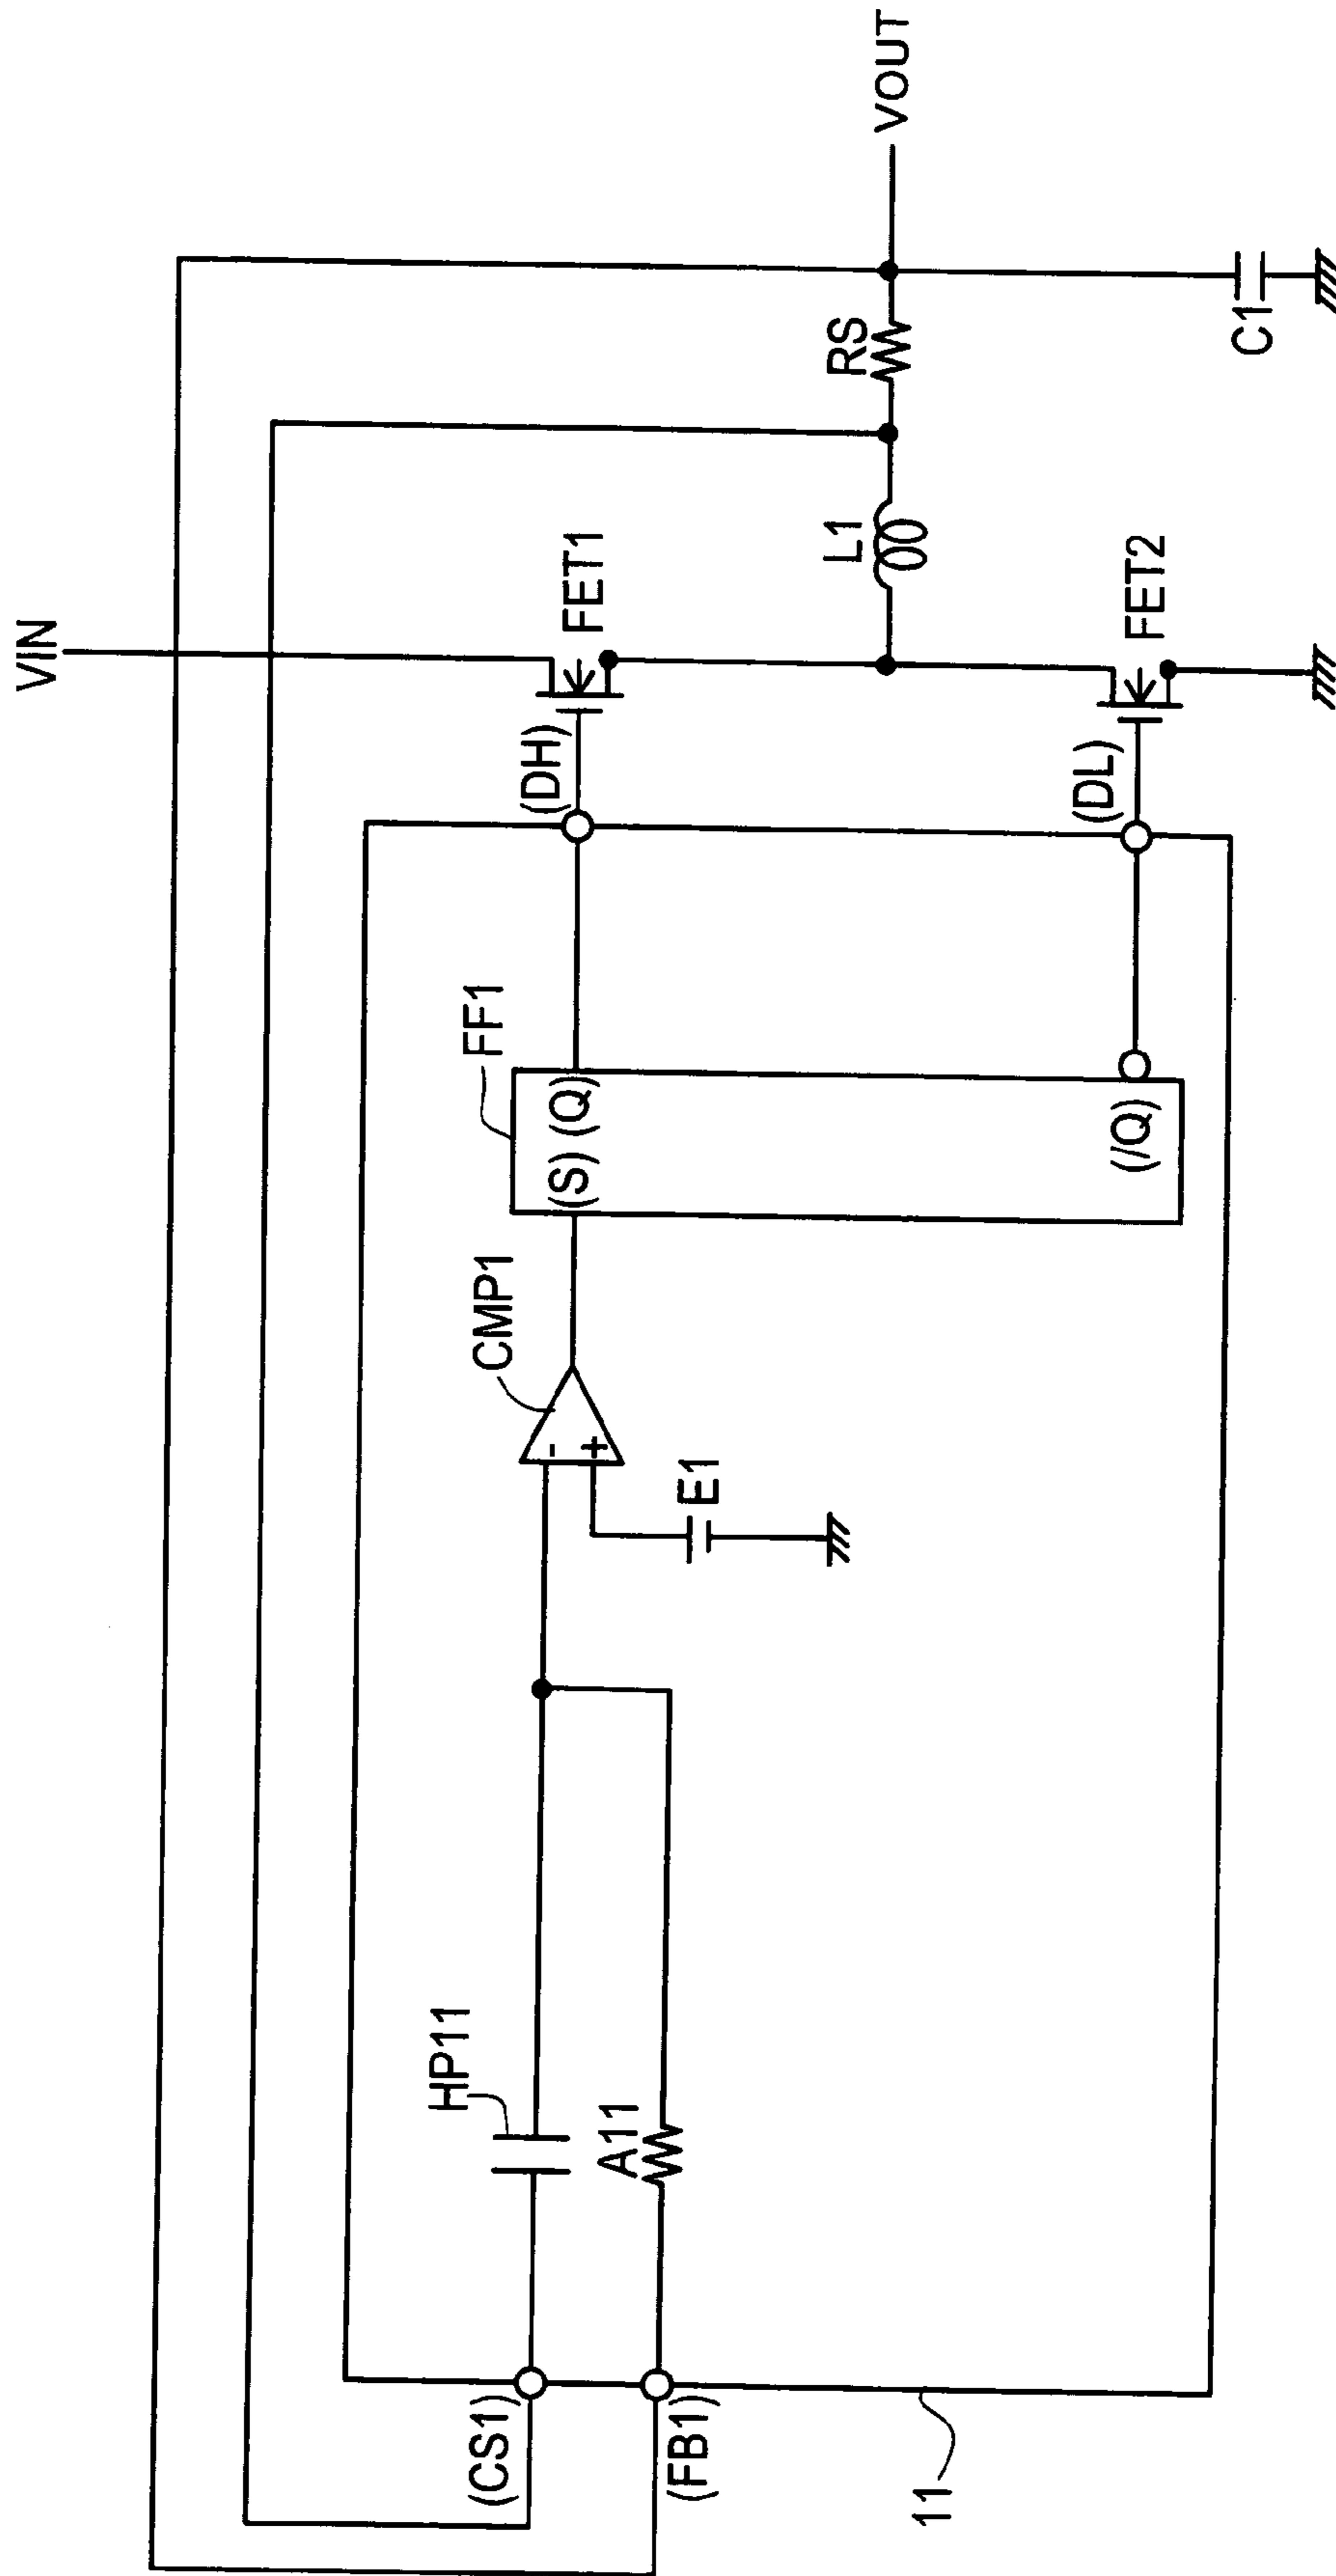 VIN
FET1
(DH)
L1
RS
VOUT
FET2
(DL)
C1
FF1
(S) (Q)
(/Q)
CMP1
-
+
E1
HP11
A11
(CS1)
(FB1)
11